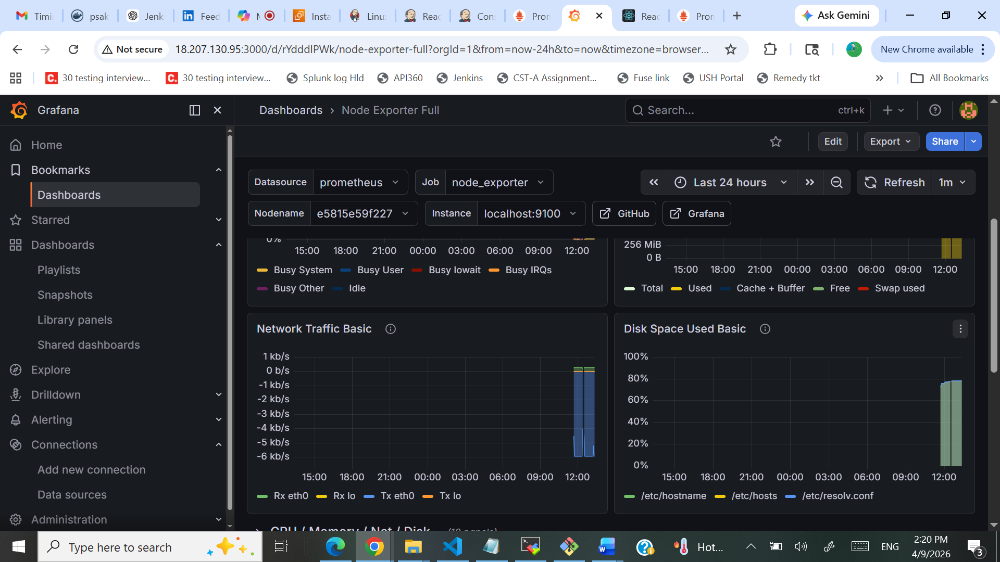 Timi
psak
Jenk
Feed
M
Insta
Linu
Reac
Con
Pron
Reac
Pron
Ask Gemini
Not secure
18.207.130.95:3000/d/rYdddlPWk/node-exporter-full?orgId=1&from=now-24h&to=now&timezone=browser...
New Chrome available
30 testing interview...
30 testing interview...
Splunk log Hld
API360
Jenkins
CST-A Assignment...
Fuse link
USH Portal
Remedy tkt
All Bookmarks
Grafana
Dashboards › Node Exporter Full
Search...
ctrl+k
Edit
Export
Share
Home
Bookmarks
Dashboards
Starred
Dashboards
Playlists
Snapshots
Library panels
Shared dashboards
Explore
Drilldown
Alerting
Connections
Add new connection
Data sources
Administration
Datasource prometheus
Job node_exporter
Last 24 hours
Refresh 1m
Nodename e5815e59f227
Instance localhost:9100
GitHub
Grafana
0%
15:00 18:00 21:00 00:00 03:00 06:00 09:00 12:00
Busy System Busy User Busy Iowait Busy IRQs
Busy Other Idle
256 MiB
0 B
15:00 18:00 21:00 00:00 03:00 06:00 09:00 12:00
Total Used Cache + Buffer Free Swap used
Network Traffic Basic
1 kb/s
0 b/s
-1 kb/s
-2 kb/s
-3 kb/s
-4 kb/s
-5 kb/s
-6 kb/s
15:00 18:00 21:00 00:00 03:00 06:00 09:00 12:00
Rx eth0 Rx lo Tx eth0 Tx lo
Disk Space Used Basic
100%
80%
60%
40%
20%
0%
15:00 18:00 21:00 00:00 03:00 06:00 09:00 12:00
/etc/hostname /etc/hosts /etc/resolv.conf
CPU / Memory / Net / Disk
Type here to search
Hot...
ENG
2:20 PM
4/9/2026
3